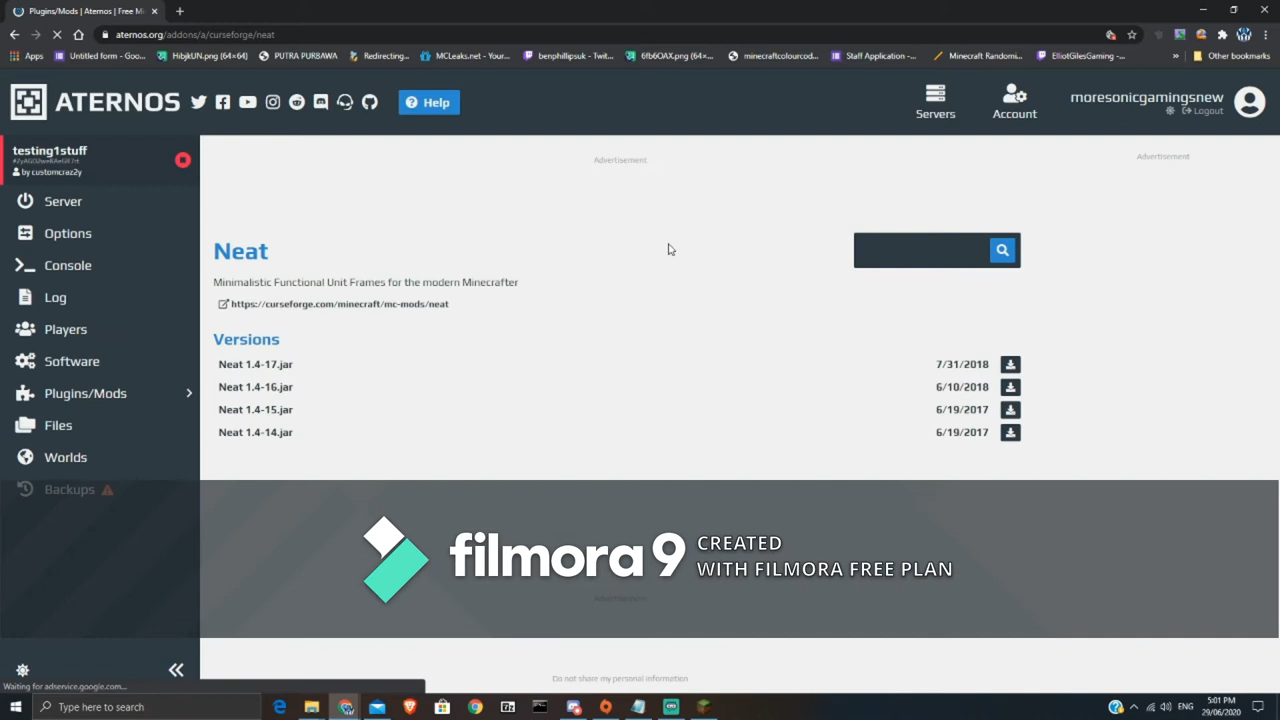 Plugins/Mods | Aternos | Free Mi
aternos.org/addons/a/curseforge/neat
Apps
Untitled form - Goo...
HibjkUN.png (64×64)
PUTRA PURBAWA
Redirecting...
MCLeaks.net - Your...
benphillipsuk - Twit...
6fb6OAX.png (64×...
minecraftcolourcod...
Staff Application -...
Minecraft Randomi...
ElliotGilesGaming -...
Other bookmarks
ATERNOS
Help
Servers
Account
moresonicgamingsnew
Logout
testing1stuff
by customcraz2y
Server
Options
Console
Log
Players
Software
Plugins/Mods
Files
Worlds
Backups
Advertisement
Advertisement
Neat
Minimalistic Functional Unit Frames for the modern Minecrafter
https://curseforge.com/minecraft/mc-mods/neat
Versions
Neat 1.4-17.jar 7/31/2018
Neat 1.4-16.jar 6/10/2018
Neat 1.4-15.jar 6/19/2017
Neat 1.4-14.jar 6/19/2017
filmora 9
CREATED
WITH FILMORA FREE PLAN
Advertisement
Do not share my personal information
Waiting for adservice.google.com...
Type here to search
ENG
5:01 PM
29/06/2020